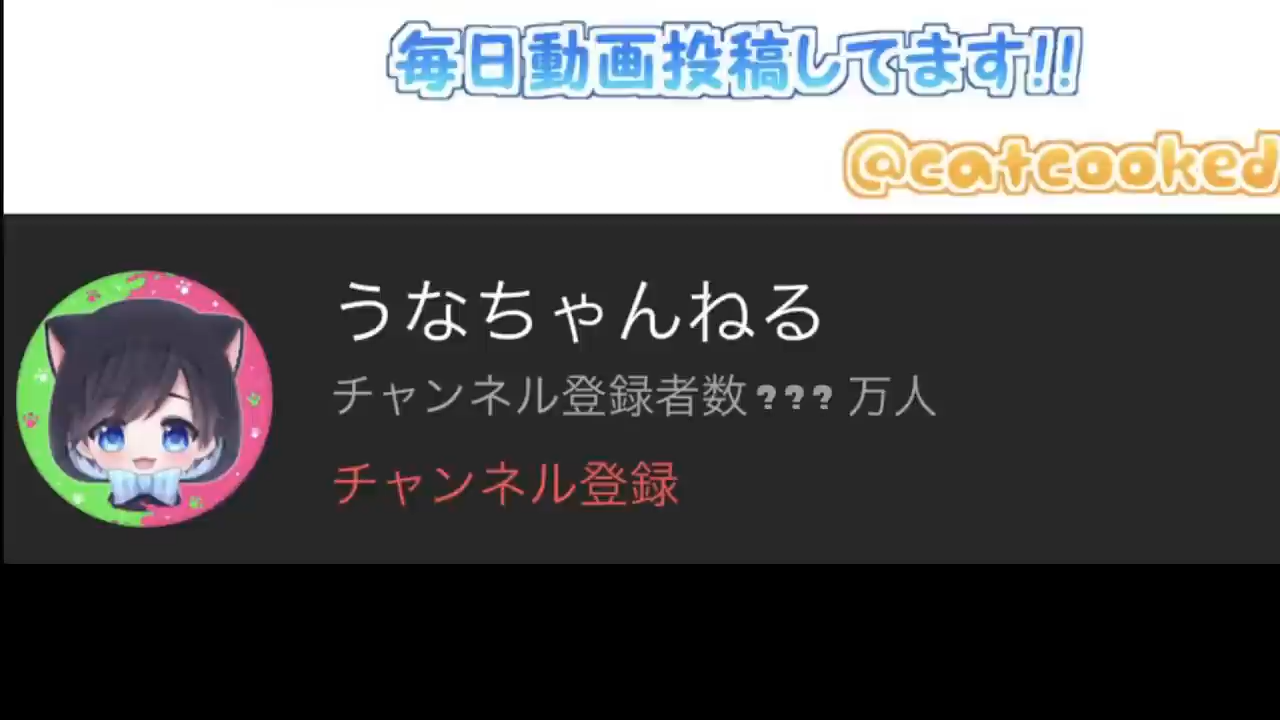 毎日動画投稿してます!!
@catcooked
うなちゃんねる
チャンネル登録者数??? 万人
チャンネル登録